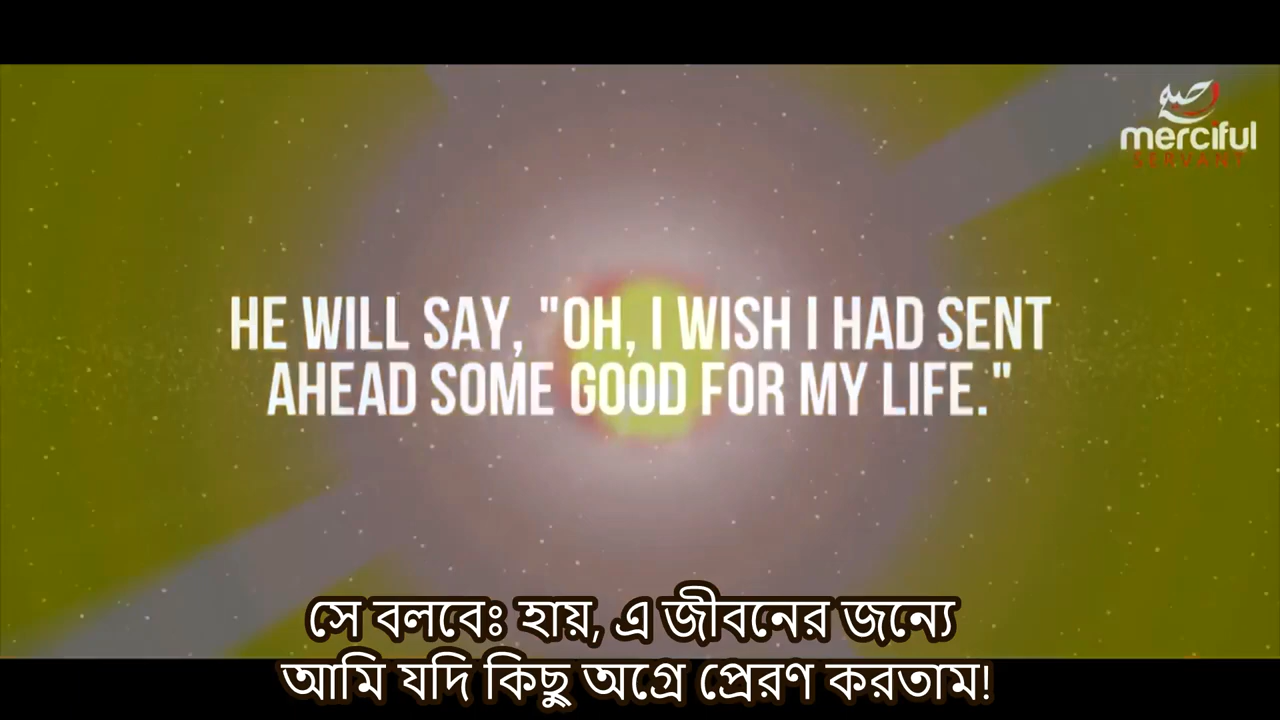 merciful
SERVANT
HE WILL SAY, "OH, I WISH I HAD SENT
AHEAD SOME GOOD FOR MY LIFE."
সে বলবেঃ হায়, এ জীবনের জন্যে
আমি যদি কিছু অগ্রে প্রেরণ করতাম!